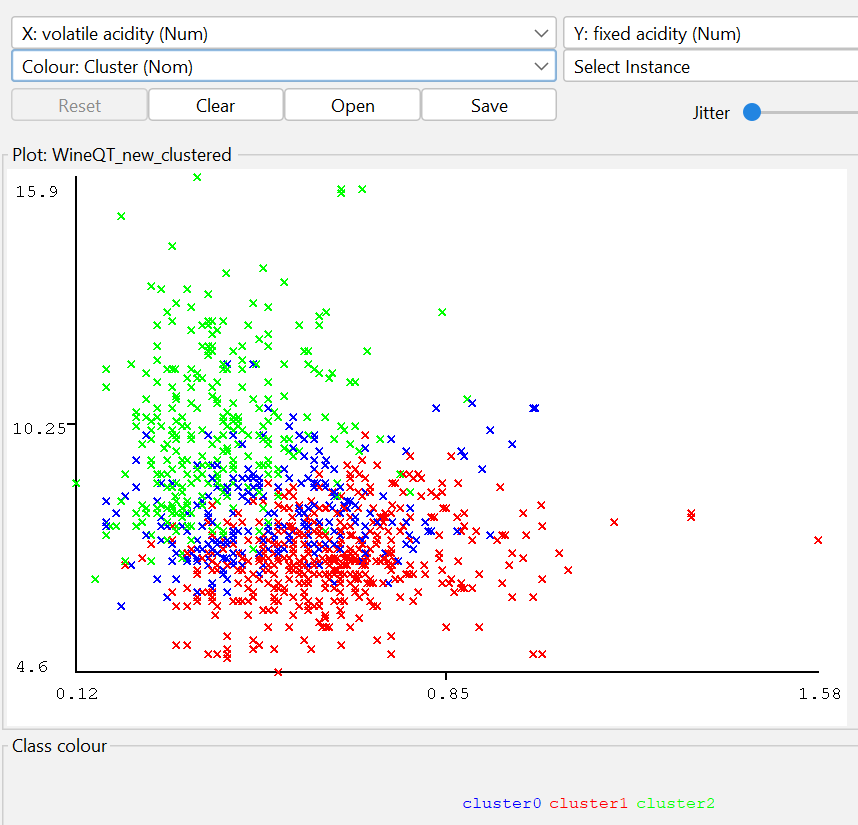 X: volatile acidity (Num) Y: fixed acidity (Num)
Colour: Cluster (Nom) Select Instance
Reset Clear Open Save Jitter
Plot: WineQT_new_clustered
15.9
10.25
4.6
0.12 0.85 1.58
Class colour
cluster0 cluster1 cluster2